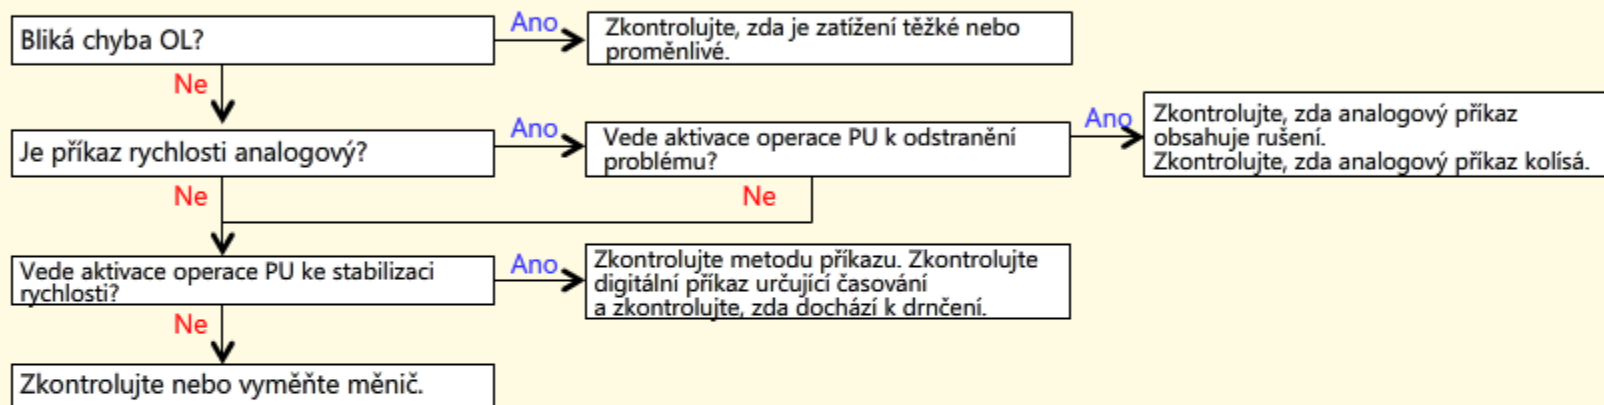 Bliká chyba OL?
Ano
Zkontrolujte, zda je zatížení těžké nebo
proměnlivé.
Ne
Je příkaz rychlosti analogový?
Ano
Vede aktivace operace PU k odstranění
problému?
Ano
Zkontrolujte, zda analogový příkaz
obsahuje rušení.
Zkontrolujte, zda analogový příkaz kolísá.
Ne
Ne
Vede aktivace operace PU ke stabilizaci
rychlosti?
Ano
Zkontrolujte metodu příkazu. Zkontrolujte
digitální příkaz určující časování
a zkontrolujte, zda dochází k drnčení.
Ne
Zkontrolujte nebo vyměňte měnič.